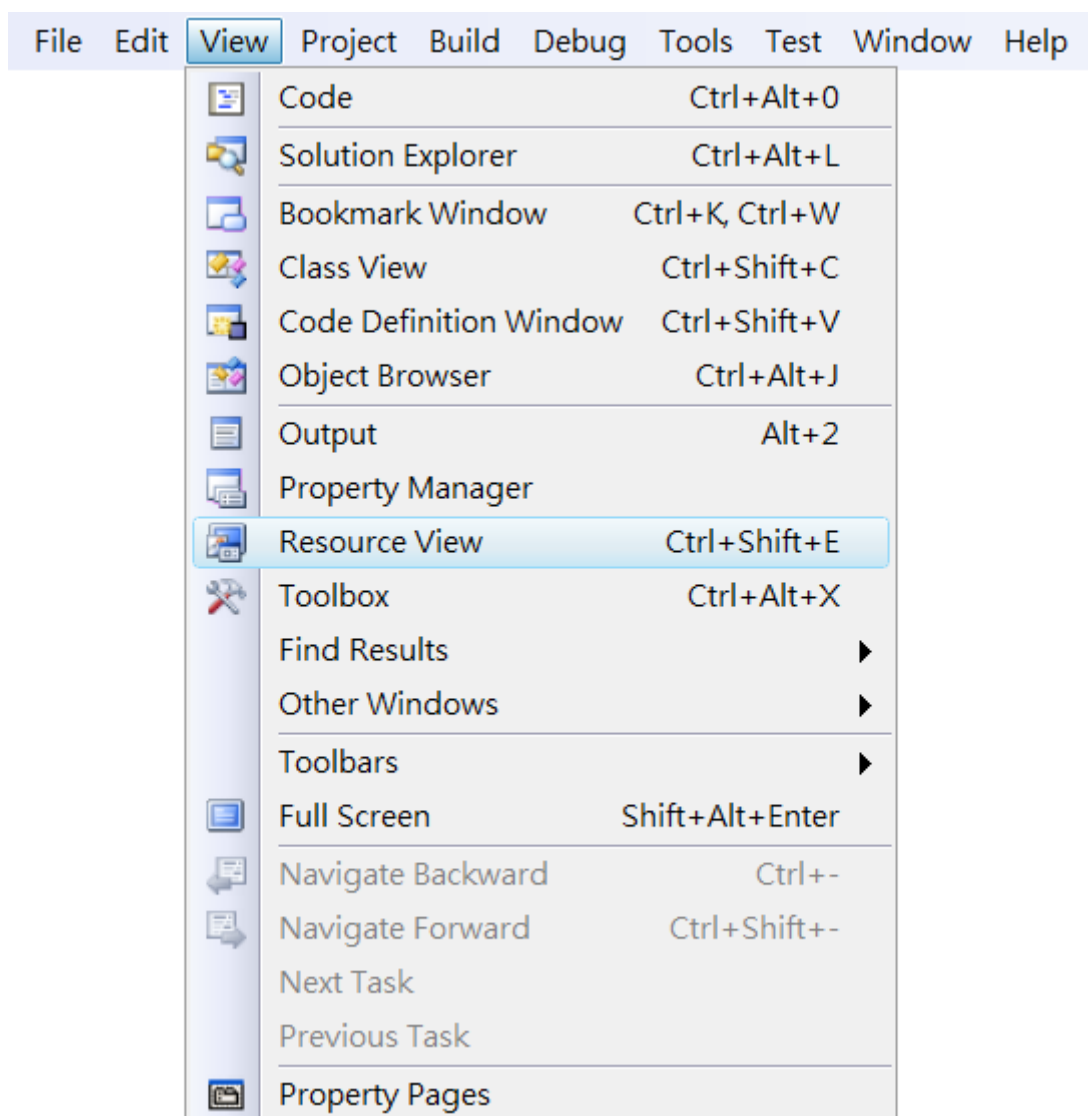 File Edit View Project Build Debug Tools Test Window Help
Code Ctrl+Alt+0
Solution Explorer Ctrl+Alt+L
Bookmark Window Ctrl+K, Ctrl+W
Class View Ctrl+Shift+C
Code Definition Window Ctrl+Shift+V
Object Browser Ctrl+Alt+J
Output Alt+2
Property Manager
Resource View Ctrl+Shift+E
Toolbox Ctrl+Alt+X
Find Results
Other Windows
Toolbars
Full Screen Shift+Alt+Enter
Navigate Backward Ctrl+-
Navigate Forward Ctrl+Shift+-
Next Task
Previous Task
Property Pages